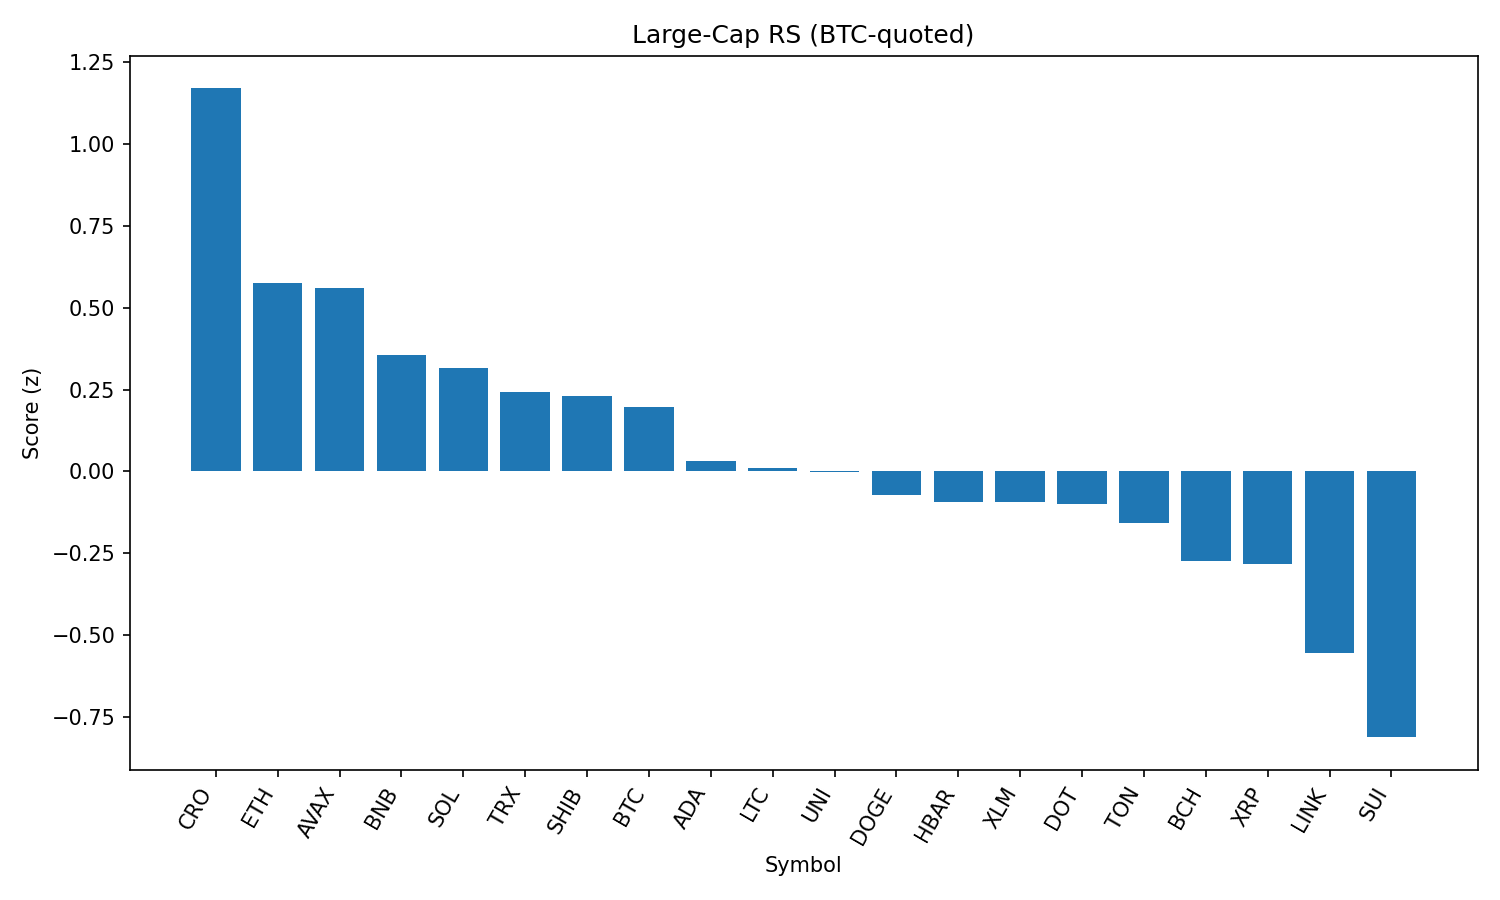 Large-Cap RS (BTC-quoted)
Score (z)
1.25
1.00
0.75
0.50
0.25
0.00
−0.25
−0.50
−0.75
CRO
ETH
AVAX
BNB
SOL
TRX
SHIB
BTC
ADA
LTC
UNI
DOGE
HBAR
XLM
DOT
TON
BCH
XRP
LINK
SUI
Symbol